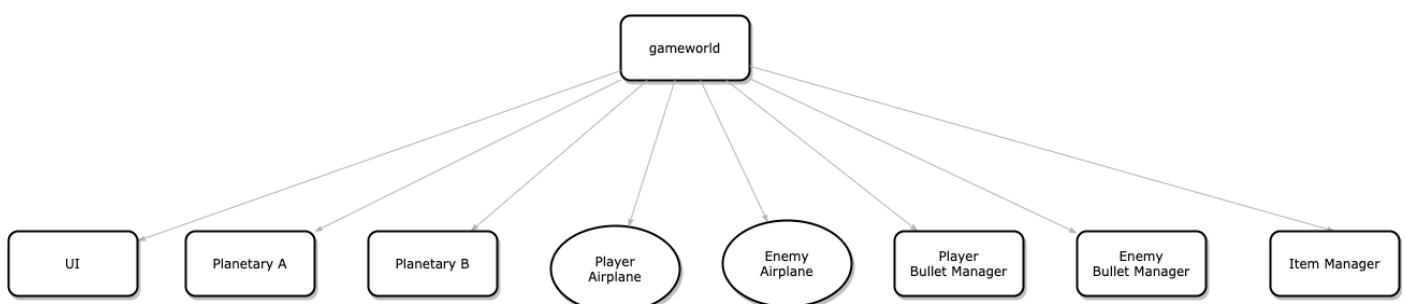 gameworld
UI
Planetary A
Planetary B
Player
Airplane
Enemy
Airplane
Player
Bullet Manager
Enemy
Bullet Manager
Item Manager